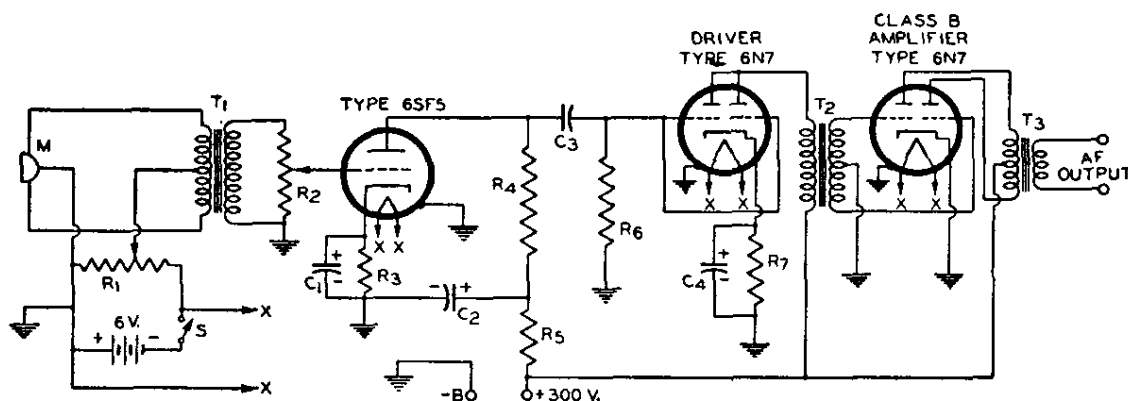 DRIVER
TYPE 6N7
CLASS B
AMPLIFIER
TYPE 6N7
TYPE 6SF5
T1
T2
T3
M
R2
C3
R4
R6
AF
OUTPUT
X X
X X
X X
R1
C1
R3
C2
C4
R7
R5
6 V.
S
X
X
+ -
+ -
- +
+ -
-B
+300 V.